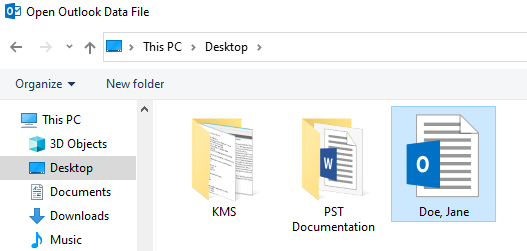 Open Outlook Data File
This PC > Desktop >
Organize New folder
This PC
3D Objects
Desktop
Documents
Downloads
Music
KMS
PST
Documentation
Doe, Jane